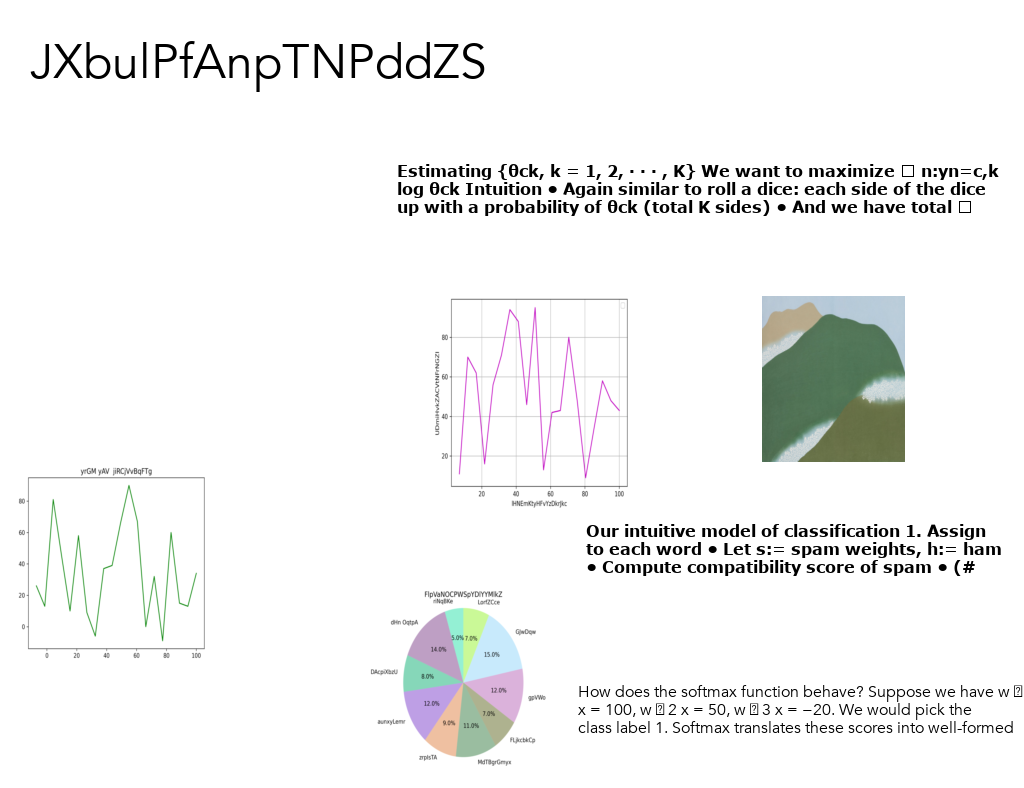 JXbulPfAnpTNPddZS
Estimating {θck, k = 1, 2, · · · , K} We want to maximize □ n:yn=c,k
log θck Intuition • Again similar to roll a dice: each side of the dice
up with a probability of θck (total K sides) • And we have total □
80
60
40
20
20 40 60 80 100
IHNEmKtyHFvYzDkrJkc
yrGM yAV jiRCjVvBqFTg
80
60
40
20
0
0 20 40 60 80 100
Our intuitive model of classification 1. Assign
to each word • Let s:= spam weights, h:= ham
• Compute compatibility score of spam • (#
FlpVaNOCPWSpYDlYYMlkZ
riNqBKe
LorfZCce
dHn OqtpA
GjwDqw
DAcpiXbzU
gpVWo
aunxyLemr
FLjkcbkCp
zrplsTA
MdTBgrGmyx
5.0% 7.0%
14.0% 15.0%
8.0% 12.0%
12.0% 7.0%
9.0% 11.0%
How does the softmax function behave? Suppose we have w
x = 100, w 2 x = 50, w 3 x = −20. We would pick the
class label 1. Softmax translates these scores into well-formed